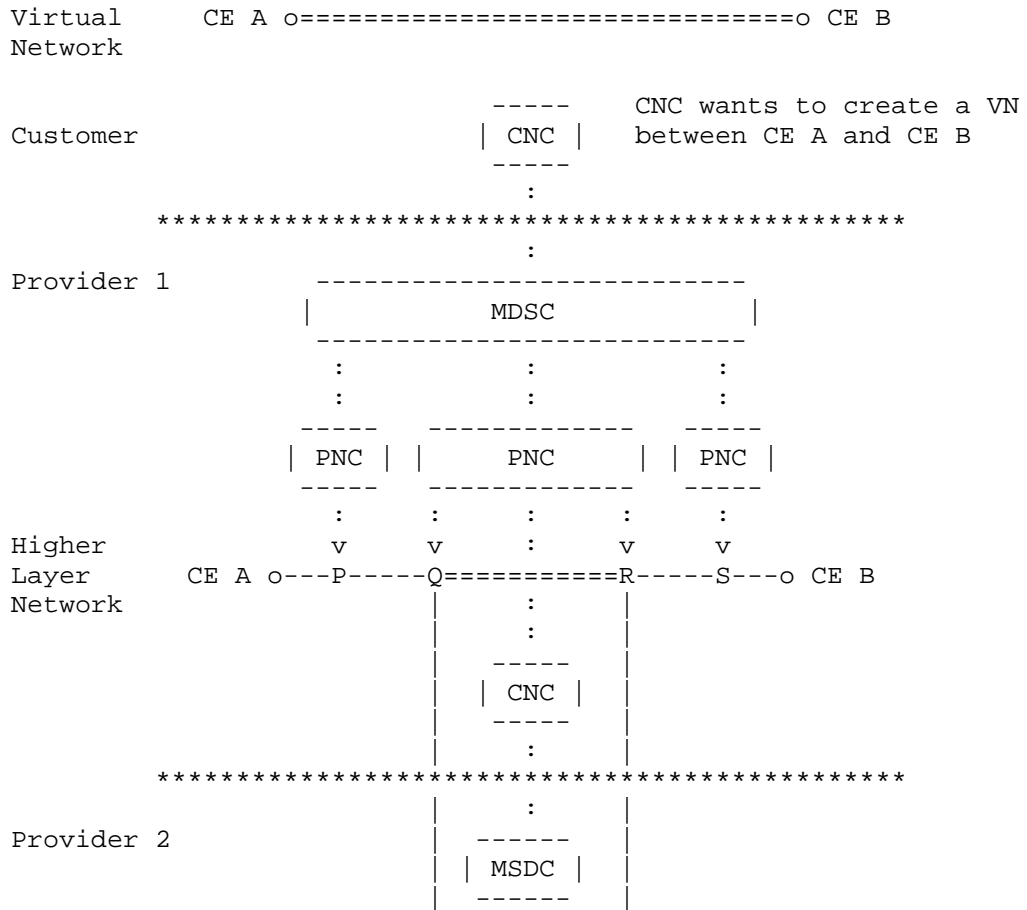 Virtual      CE A o===============================o CE B
Network

                              -----    CNC wants to create a VN
Customer                     | CNC |   between CE A and CE B
                              -----
                                :
         ***********************************************
                                :
Provider 1         ---------------------------
                  |           MDSC            |
                   ---------------------------
                    :           :           :
                    :           :           :
                  -----   -------------   -----
                 | PNC | |     PNC     | | PNC |
                  -----   -------------   -----
                    :     :     :     :     :
Higher              v     v     :     v     v
Layer      CE A o---P-----Q===========R-----S---o CE B
Network                   |     :     |
                          |     :     |
                          |   -----   |
                          |  | CNC |  |
                          |   -----   |
                          |     :     |
         ***********************************************
                          |     :     |
Provider 2                |  ------   |
                          | | MSDC |  |
                          |  ------   |